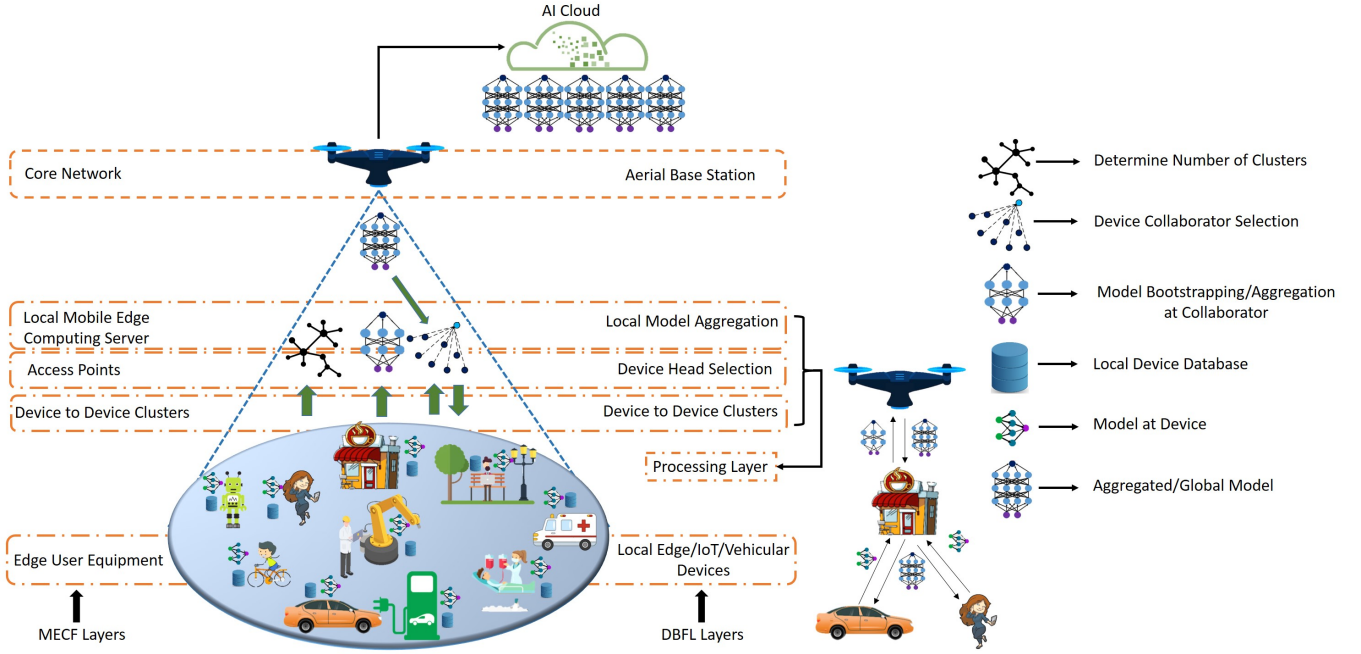 AI Cloud
Core Network
Aerial Base Station
Local Mobile Edge
Computing Server
Local Model Aggregation
Access Points
Device Head Selection
Device to Device Clusters
Device to Device Clusters
Processing Layer
Edge User Equipment
Local Edge/IoT/Vehicular
Devices
MECF Layers
DBFL Layers
Determine Number of Clusters
Device Collaborator Selection
Model Bootstrapping/Aggregation
at Collaborator
Local Device Database
Model at Device
Aggregated/Global Model